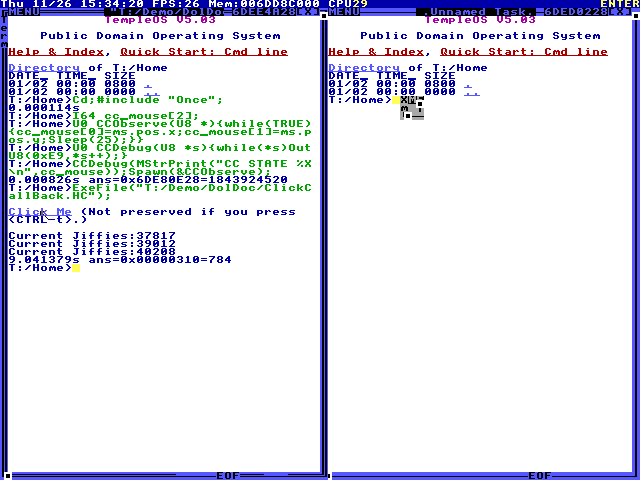 Thu 11/26 15:34:20 FPS:26 Mem:006DD8C000 CPU29 ENTER
MENU "T:/Demo/DolDo-6DEE4A28[X]
TempleOS V5.03
Public Domain Operating System
Help & Index, Quick Start: Cmd line
Directory of T:/Home
DATE_ TIME_ SIZE
01/02 00:00 0800 .
01/02 00:00 0000 ..
T:/Home>Cd;#include "Once";
0.000114s
T:/Home>I64 cc_mouse[2];
T:/Home>U0 CCObserve(U8 *){while(TRUE)
{cc_mouse[0]=ms.pos.x;cc_mouse[1]=ms.p
os.y;Sleep(25);}}
T:/Home>U0 CCDebug(U8 *s){while(*s)Out
U8(0xE9,*s++);}
T:/Home>CCDebug(MStrPrint("CC STATE %X
\n",cc_mouse));Spawn(&CCObserve);
0.000826s ans=0x6DE80E28=1843924520
T:/Home>ExeFile("T:/Demo/DolDoc/ClickC
allBack.HC");
Click Me (Not preserved if you press
<CTRL-t>.)
Current Jiffies:37817
Current Jiffies:39012
Current Jiffies:40208
9.041379s ans=0x00000310=784
T:/Home>
EOF
MENU .Unnamed Task. 6DED0228[X]
TempleOS V5.03
Public Domain Operating System
Help & Index, Quick Start: Cmd line
Directory of T:/Home
DATE_ TIME_ SIZE
01/02 00:00 0800 .
01/02 00:00 0000 ..
T:/Home>
EOF